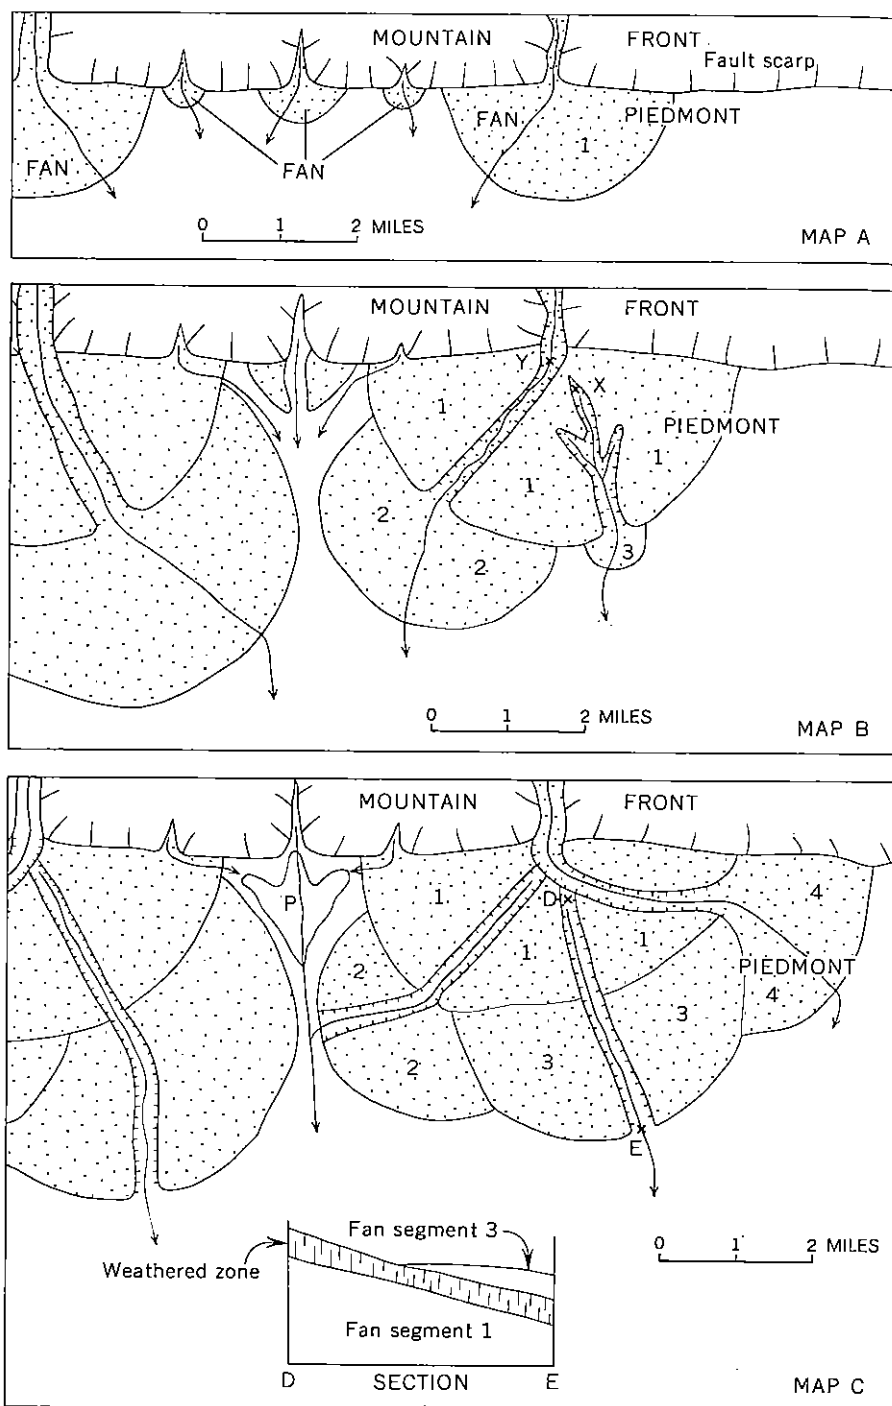 MOUNTAIN FRONT
Fault scarp
PIEDMONT
FAN FAN 1
FAN
0 1 2 MILES
MAP A
MOUNTAIN FRONT
Y X
1 PIEDMONT
1 1
2
2 3
0 1 2 MILES
MAP B
MOUNTAIN FRONT
P 1 D 4
1 1
2 PIEDMONT
3 4
2 3
E
Fan segment 3
0 1 2 MILES
Weathered zone
Fan segment 1
D SECTION E
MAP C